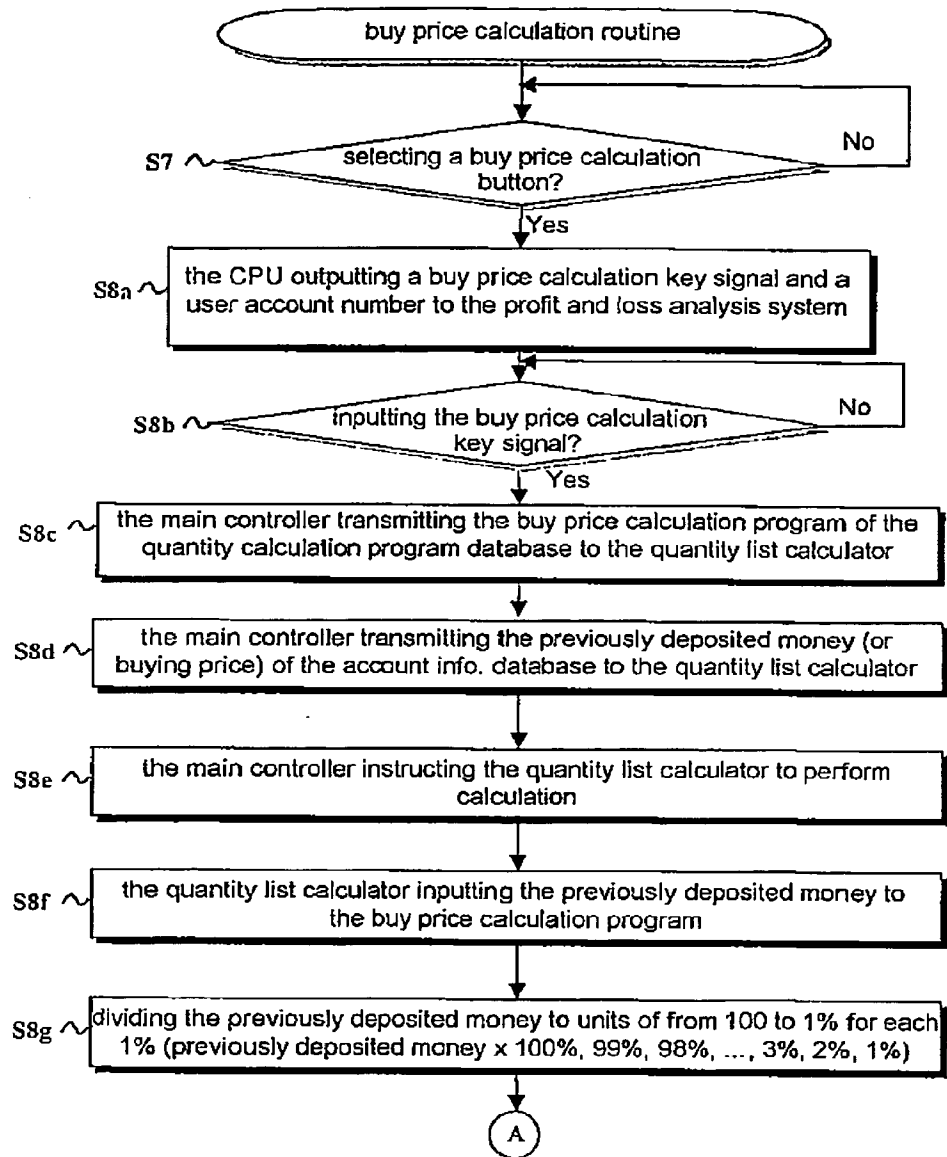 buy price calculation routine
No
S7
selecting a buy price calculation
button?
Yes
S8a
the CPU outputting a buy price calculation key signal and a
user account number to the profit and loss analysis system
No
S8b
inputting the buy price calculation
key signal?
Yes
S8c
the main controller transmitting the buy price calculation program of the
quantity calculation program database to the quantity list calculator
S8d
the main controller transmitting the previously deposited money (or
buying price) of the account info. database to the quantity list calculator
S8e
the main controller instructing the quantity list calculator to perform
calculation
S8f
the quantity list calculator inputting the previously deposited money to
the buy price calculation program
S8g
dividing the previously deposited money to units of from 100 to 1% for each
1% (previously deposited money x 100%, 99%, 98%, ..., 3%, 2%, 1%)
A